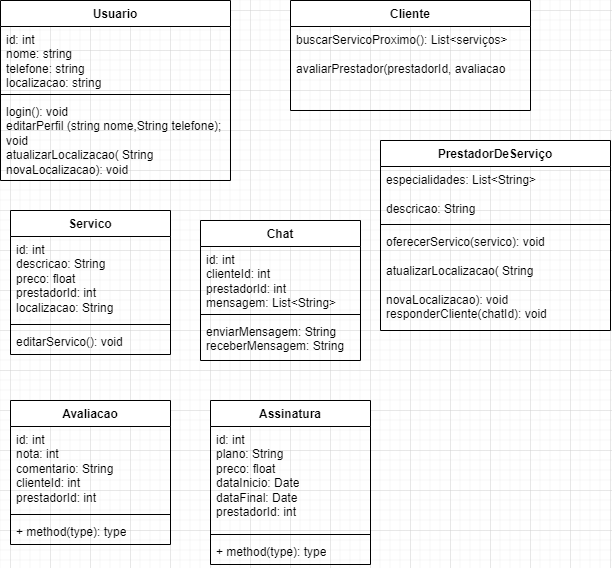 Usuario
id: int
nome: string
telefone: string
localizacao: string
login(): void
editarPerfil (string nome,String telefone);
void
atualizarLocalizacao( String
novaLocalizacao): void
Cliente
buscarServicoProximo(): List<serviços>
avaliarPrestador(prestadorId, avaliacao
PrestadorDeServiço
especialidades: List<String>
descricao: String
oferecerServico(servico): void
atualizarLocalizacao( String
novaLocalizacao): void
responderCliente(chatId): void
Servico
id: int
descricao: String
preco: float
prestadorId: int
localizacao: String
editarServico(): void
Chat
id: int
clienteId: int
prestadorId: int
mensagem: List<String>
enviarMensagem: String
receberMensagem: String
Avaliacao
id: int
nota: int
comentario: String
clienteId: int
prestadorId: int
+ method(type): type
Assinatura
id: int
plano: String
preco: float
dataInicio: Date
dataFinal: Date
prestadorId: int
+ method(type): type